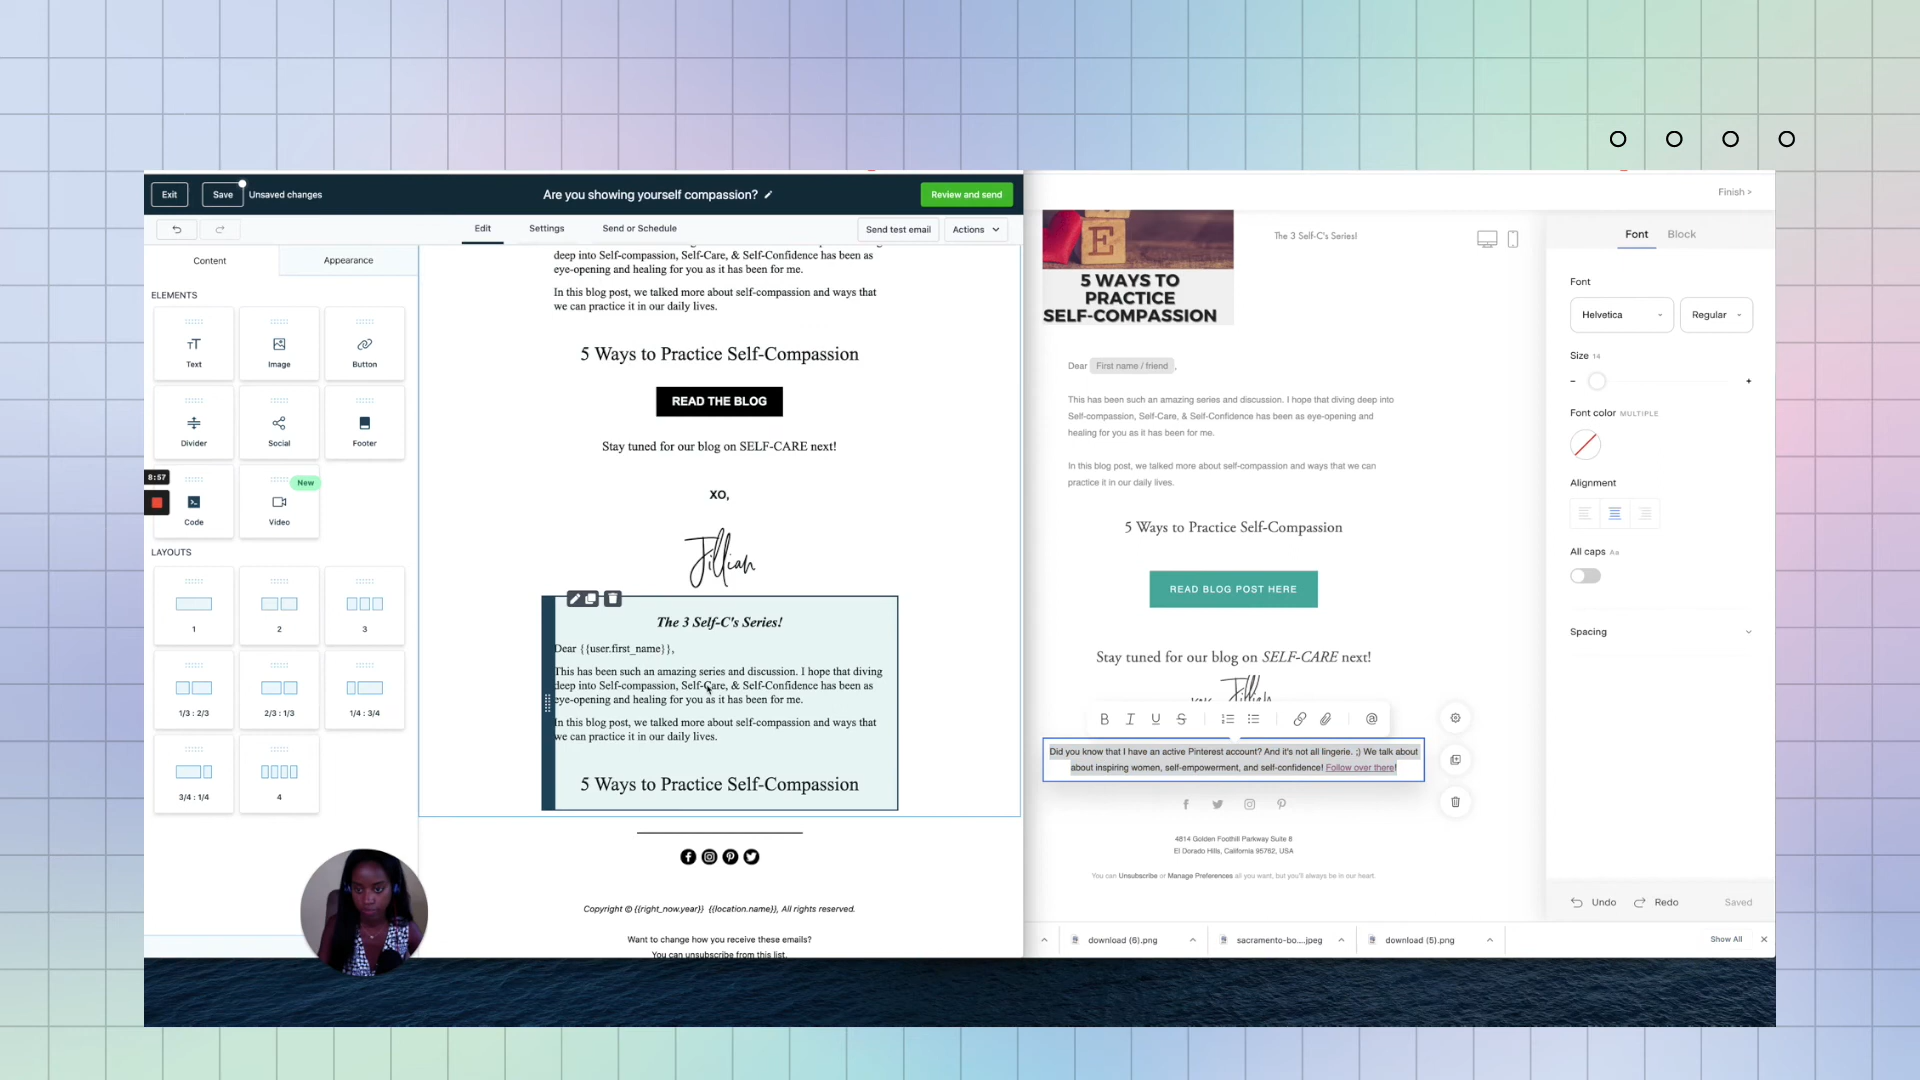 Exit
Save
Unsaved changes
Are you showing yourself compassion?
Review and send
Edit
Settings
Send or Schedule
Send test email
Actions
Content
Appearance
ELEMENTS
Text
Image
Button
Divider
Social
Footer
8:57
New
Code
Video
LAYOUTS
1
2
3
1/3 : 2/3
2/3 : 1/3
1/4 : 3/4
3/4 : 1/4
4
deep into Self-compassion, Self-Care, & Self-Confidence has been as
eye-opening and healing for you as it has been for me.
In this blog post, we talked more about self-compassion and ways that
we can practice it in our daily lives.
5 Ways to Practice Self-Compassion
READ THE BLOG
Stay tuned for our blog on SELF-CARE next!
XO,
Jillian
The 3 Self-C's Series!
Dear {{user.first_name}},
This has been such an amazing series and discussion. I hope that diving
deep into Self-compassion, Self-Care, & Self-Confidence has been as
eye-opening and healing for you as it has been for me.
In this blog post, we talked more about self-compassion and ways that
we can practice it in our daily lives.
5 Ways to Practice Self-Compassion
Copyright © {{right_now.year}} {{location.name}}, All rights reserved.
Want to change how you receive these emails?
You can unsubscribe from this list.
Finish >
E
5 WAYS TO
PRACTICE
SELF-COMPASSION
The 3 Self-C's Series!
Dear First name / friend ,
This has been such an amazing series and discussion. I hope that diving deep into
Self-compassion, Self-Care, & Self-Confidence has been as eye-opening and
healing for you as it has been for me.
In this blog post, we talked more about self-compassion and ways that we can
practice it in our daily lives.
5 Ways to Practice Self-Compassion
READ BLOG POST HERE
Stay tuned for our blog on SELF-CARE next!
Jillian
B I U S @
Did you know that I have an active Pinterest account? And it's not all lingerie. ;) We talk about
about inspiring women, self-empowerment, and self-confidence! Follow over there!
4814 Golden Foothill Parkway Suite 8
El Dorado Hills, California 95762, USA
You can Unsubscribe or Manage Preferences all you want, but you'll always be in our heart.
Font
Block
Font
Helvetica
Regular
Size 14
- +
Font color MULTIPLE
Alignment
All caps Aa
Spacing
Undo
Redo
Saved
download (6).png
sacramento-bo....jpeg
download (5).png
Show All